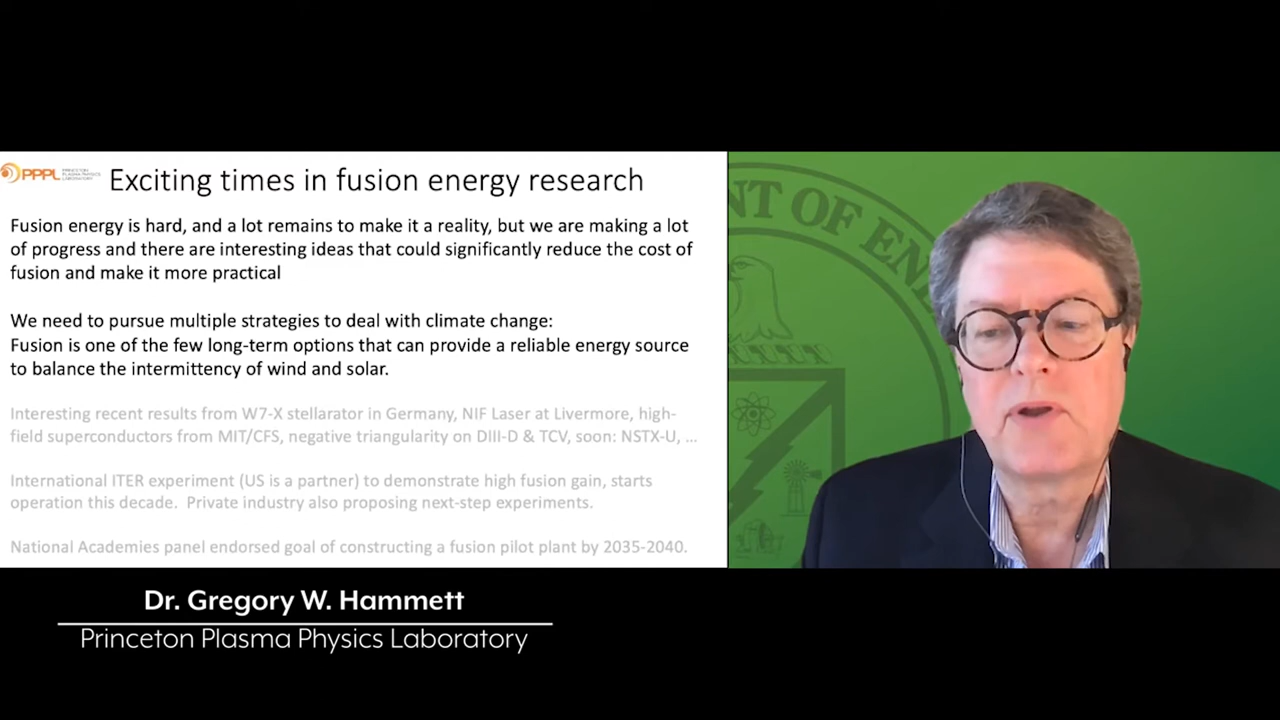 PPPL PRINCETON PLASMA PHYSICS LABORATORY
Exciting times in fusion energy research
Fusion energy is hard, and a lot remains to make it a reality, but we are making a lot
of progress and there are interesting ideas that could significantly reduce the cost of
fusion and make it more practical
We need to pursue multiple strategies to deal with climate change:
Fusion is one of the few long-term options that can provide a reliable energy source
to balance the intermittency of wind and solar.
Interesting recent results from W7-X stellarator in Germany, NIF Laser at Livermore, high-
field superconductors from MIT/CFS, negative triangularity on DIII-D & TCV, soon: NSTX-U, …
International ITER experiment (US is a partner) to demonstrate high fusion gain, starts
operation this decade.  Private industry also proposing next-step experiments.
National Academies panel endorsed goal of constructing a fusion pilot plant by 2035-2040.
NT OF EN
Dr. Gregory W. Hammett
Princeton Plasma Physics Laboratory